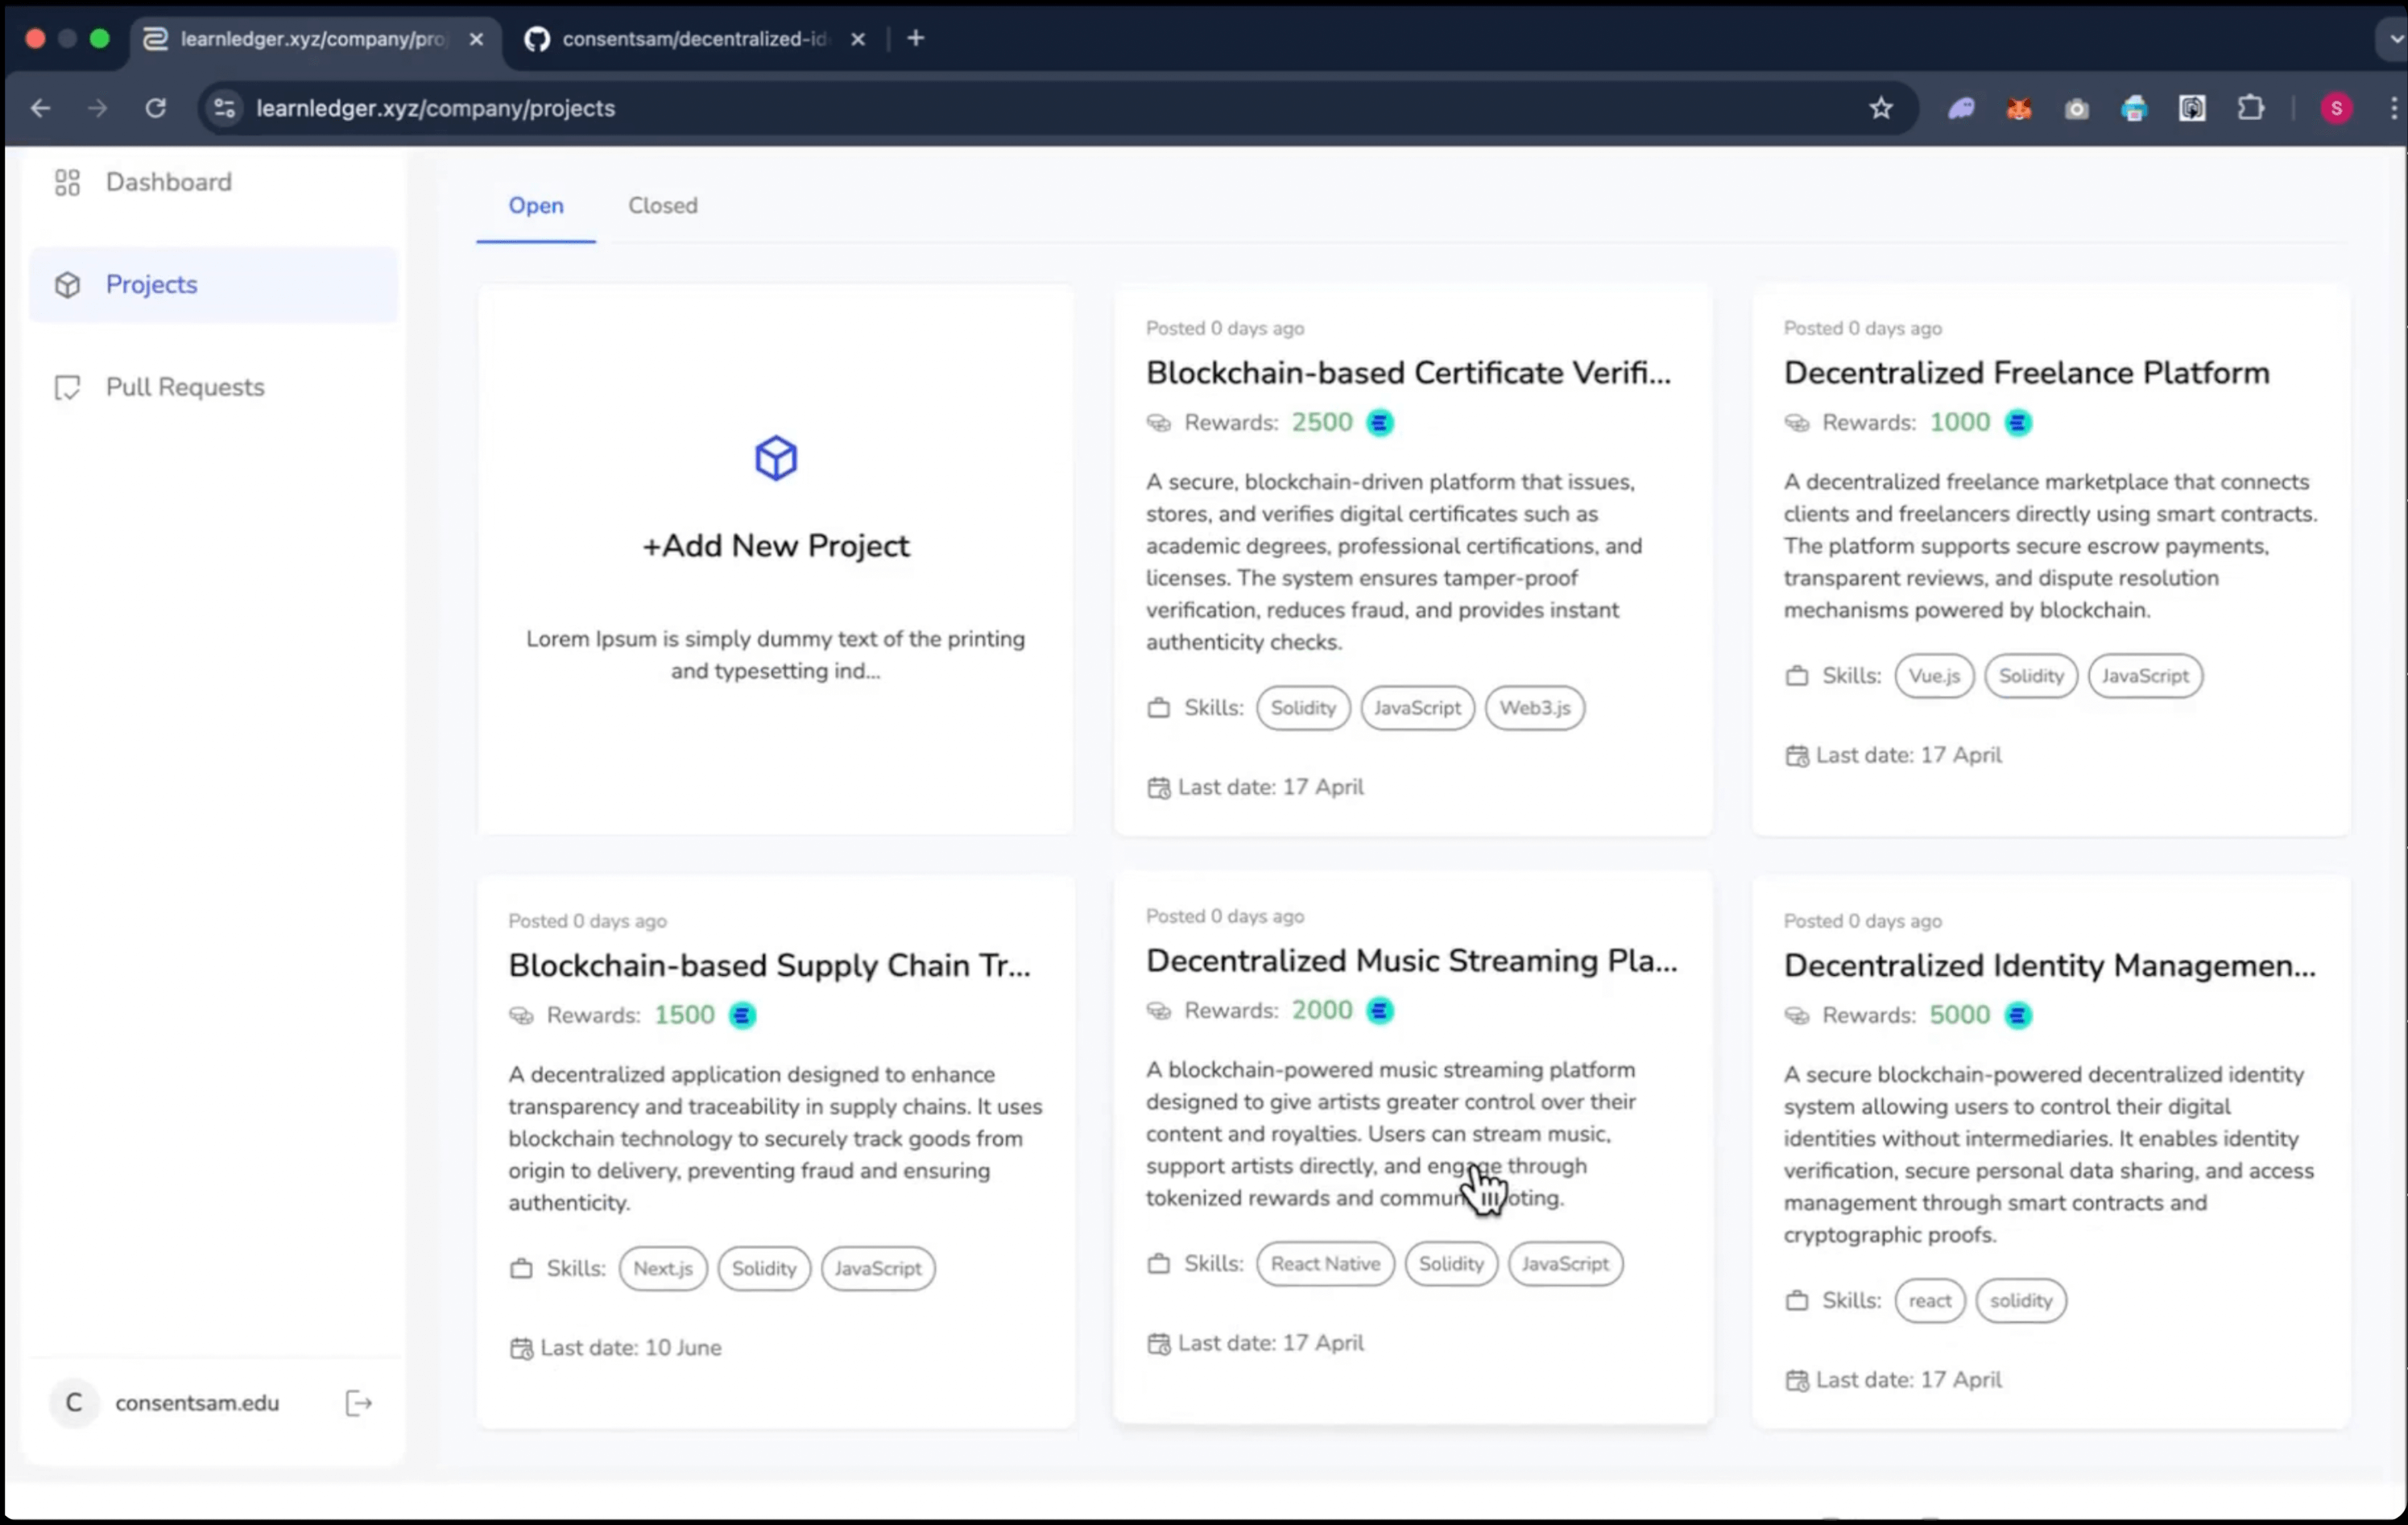 learnledger.xyz/company/pro
consentsam/decentralized-id
learnledger.xyz/company/projects
S
Dashboard
Projects
Pull Requests
C
consentsam.edu
Open
Closed
+Add New Project
Lorem Ipsum is simply dummy text of the printing
and typesetting ind...
Posted 0 days ago
Blockchain-based Certificate Verifi...
Rewards: 2500
A secure, blockchain-driven platform that issues,
stores, and verifies digital certificates such as
academic degrees, professional certifications, and
licenses. The system ensures tamper-proof
verification, reduces fraud, and provides instant
authenticity checks.
Skills: Solidity JavaScript Web3.js
Last date: 17 April
Posted 0 days ago
Decentralized Freelance Platform
Rewards: 1000
A decentralized freelance marketplace that connects
clients and freelancers directly using smart contracts.
The platform supports secure escrow payments,
transparent reviews, and dispute resolution
mechanisms powered by blockchain.
Skills: Vue.js Solidity JavaScript
Last date: 17 April
Posted 0 days ago
Blockchain-based Supply Chain Tr...
Rewards: 1500
A decentralized application designed to enhance
transparency and traceability in supply chains. It uses
blockchain technology to securely track goods from
origin to delivery, preventing fraud and ensuring
authenticity.
Skills: Next.js Solidity JavaScript
Last date: 10 June
Posted 0 days ago
Decentralized Music Streaming Pla...
Rewards: 2000
A blockchain-powered music streaming platform
designed to give artists greater control over their
content and royalties. Users can stream music,
support artists directly, and engage through
tokenized rewards and
Skills: React Native Solidity JavaScript
Last date: 17 April
Posted 0 days ago
Decentralized Identity Managemen...
Rewards: 5000
A secure blockchain-powered decentralized identity
system allowing users to control their digital
identities without intermediaries. It enables identity
verification, secure personal data sharing, and access
management through smart contracts and
cryptographic proofs.
Skills: react solidity
Last date: 17 April